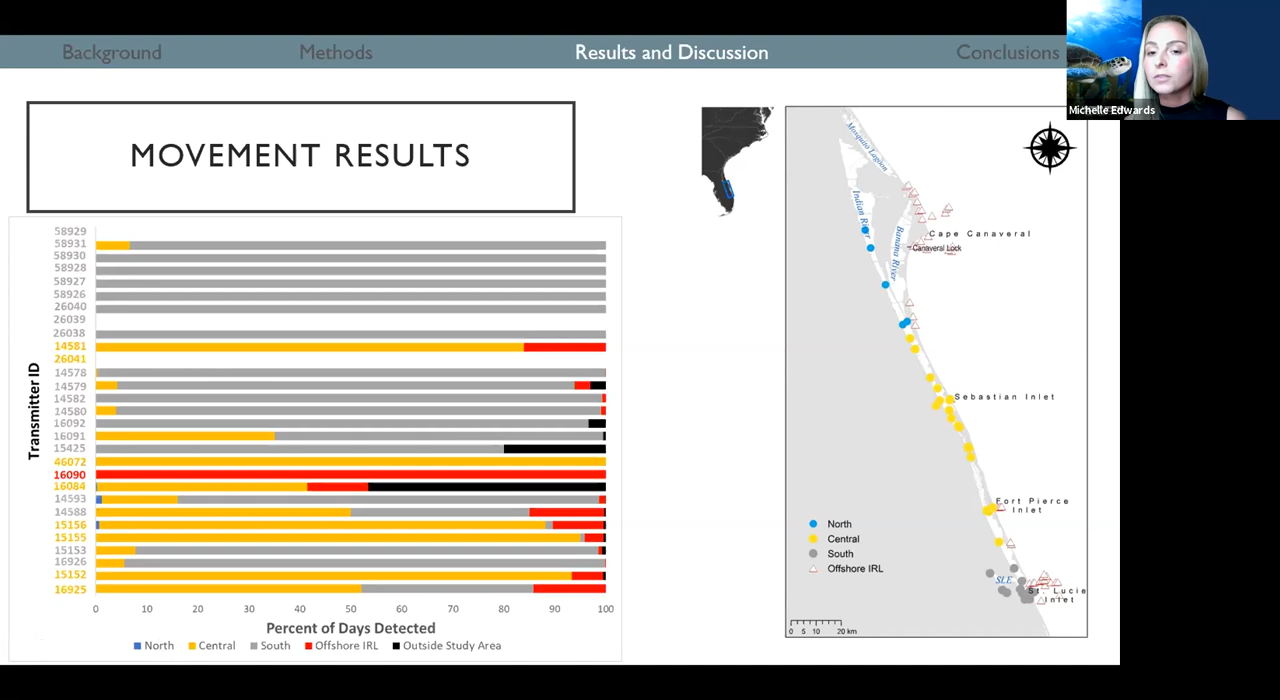 Background Methods Results and Discussion Conclusions
Michelle Edwards
MOVEMENT RESULTS
Transmitter ID
58929
58931
58930
58928
58927
58926
26040
26039
26038
14581
26041
14578
14579
14582
14580
16092
16091
15425
46072
16090
16084
14593
14588
15156
15155
15153
16926
15152
16925
0 10 20 30 40 50 60 70 80 90 100
Percent of Days Detected
North Central South Offshore IRL Outside Study Area
Mosquito Lagoon
Indian River
Banana River
Cape Canaveral
Canaveral Lock
Sebastian Inlet
Fort Pierce
Inlet
SLE
St. Lucie
Inlet
North
Central
South
Offshore IRL
0 5 10 20 km